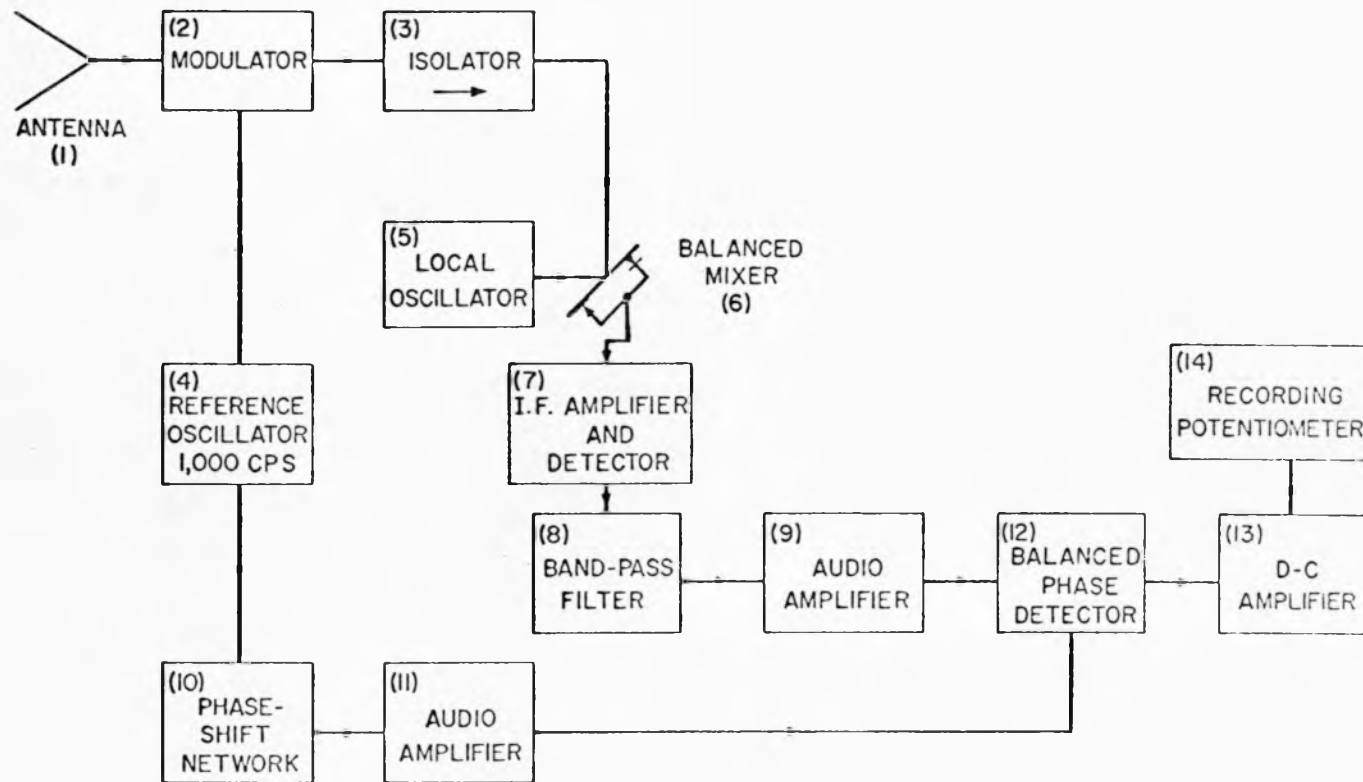 (2)
MODULATOR
(3)
ISOLATOR
ANTENNA
(1)
(5)
LOCAL
OSCILLATOR
BALANCED
MIXER
(6)
(4)
REFERENCE
OSCILLATOR
1,000 CPS
(7)
I.F. AMPLIFIER
AND
DETECTOR
(14)
RECORDING
POTENTIOMETER
(8)
BAND-PASS
FILTER
(9)
AUDIO
AMPLIFIER
(12)
BALANCED
PHASE
DETECTOR
(13)
D-C
AMPLIFIER
(10)
PHASE-
SHIFT
NETWORK
(11)
AUDIO
AMPLIFIER